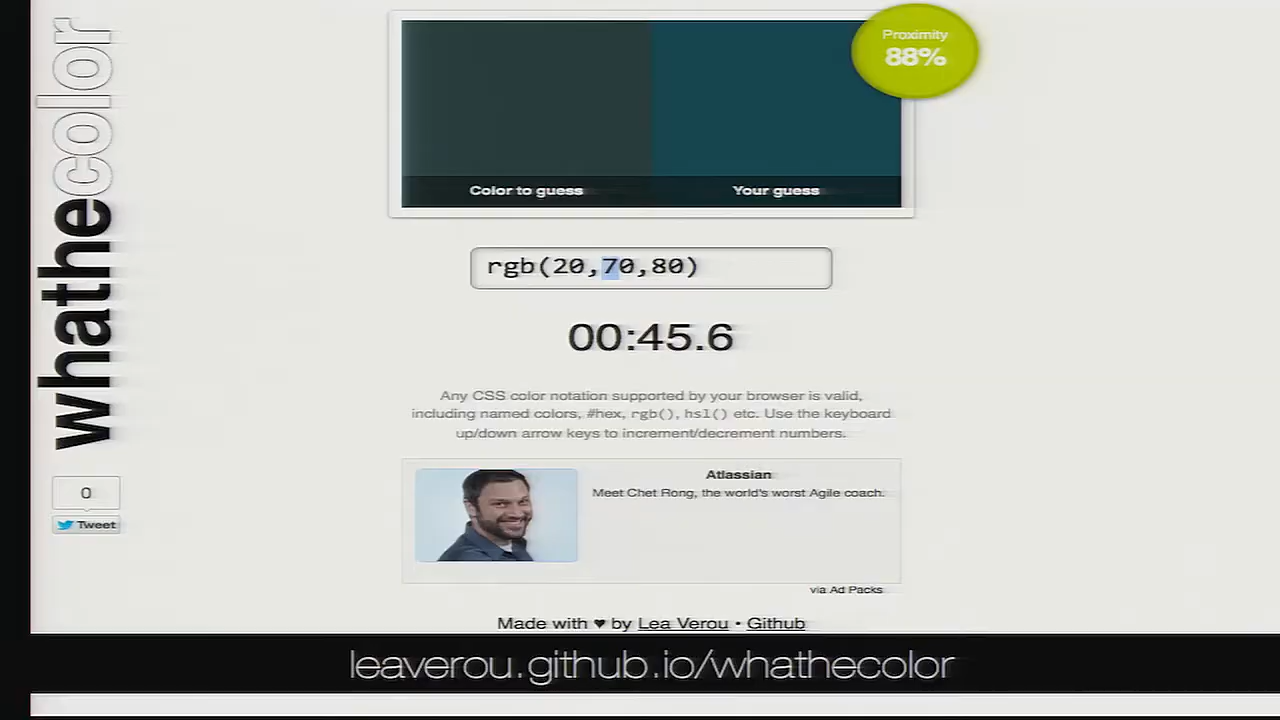 whathecolor
Proximity
88%
Color to guess
Your guess
rgb(20,70,80)
00:45.6
Any CSS color notation supported by your browser is valid,
including named colors, #hex, rgb(), hsl() etc. Use the keyboard
up/down arrow keys to increment/decrement numbers.
0
Tweet
Atlassian
Meet Chet Rong, the world's worst Agile coach.
via Ad Packs
Made with ♥ by Lea Verou • Github
leaverou.github.io/whathecolor